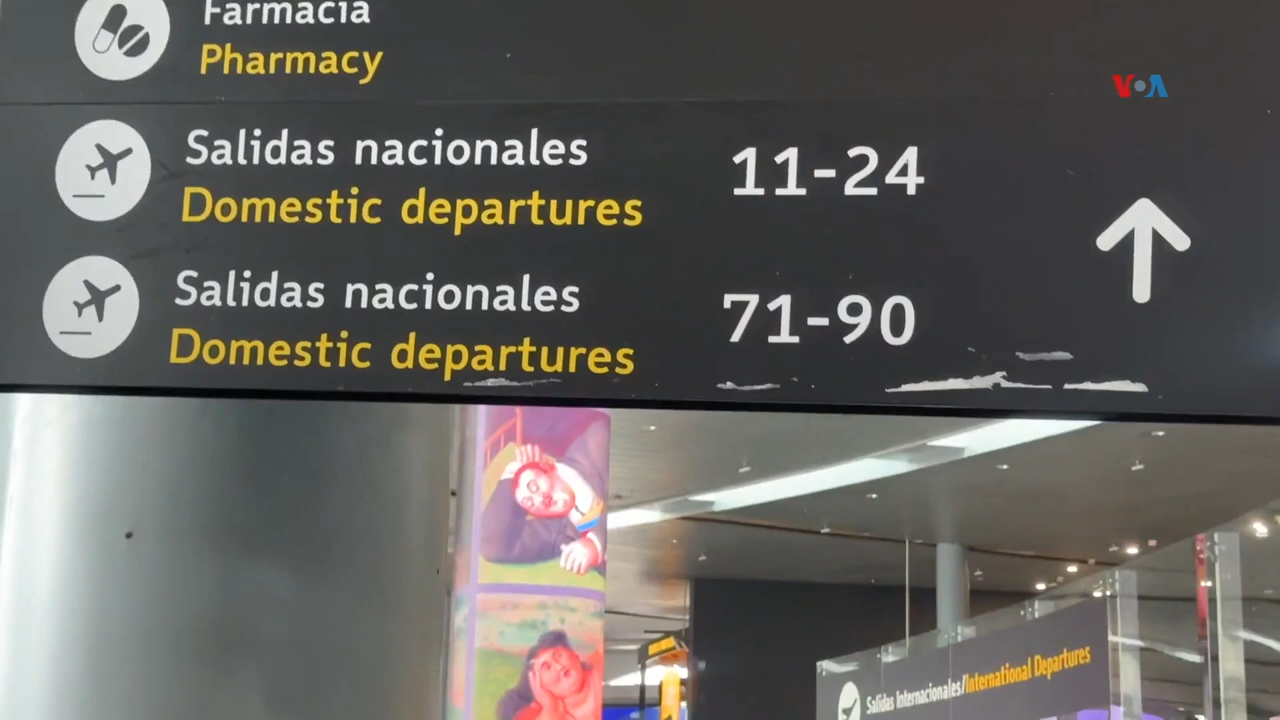 Farmacia
Pharmacy
VOA
Salidas nacionales
Domestic departures
11-24
Salidas nacionales
Domestic departures
71-90
Salidas Internacionales/International Departures